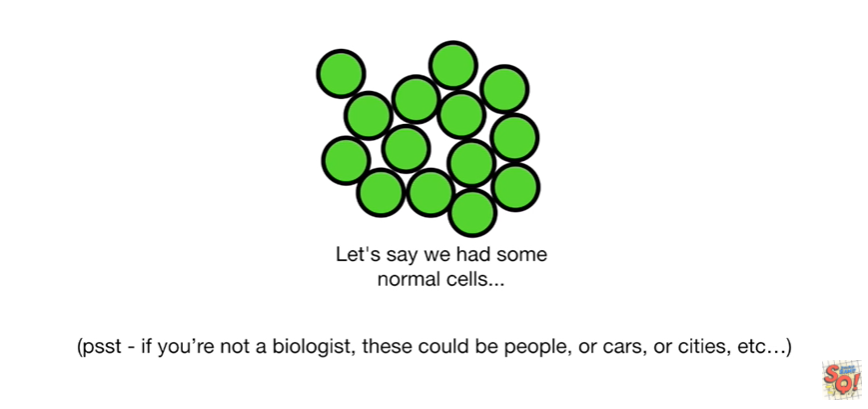 Let's say we had some
normal cells...
(psst - if you’re not a biologist, these could be people, or cars, or cities, etc…)
SQ!